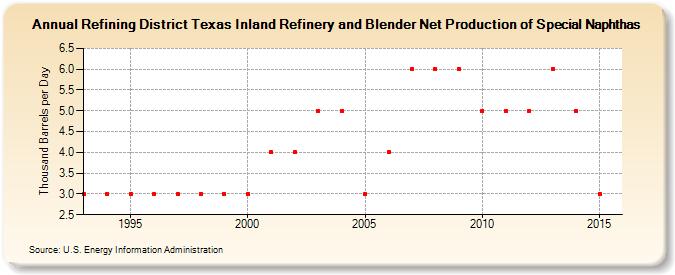 Annual Refining District Texas Inland Refinery and Blender Net Production of Special Naphthas
Thousand Barrels per Day
6.5
6.0
5.5
5.0
4.5
4.0
3.5
3.0
2.5
1995 2000 2005 2010 2015
Source: U.S. Energy Information Administration